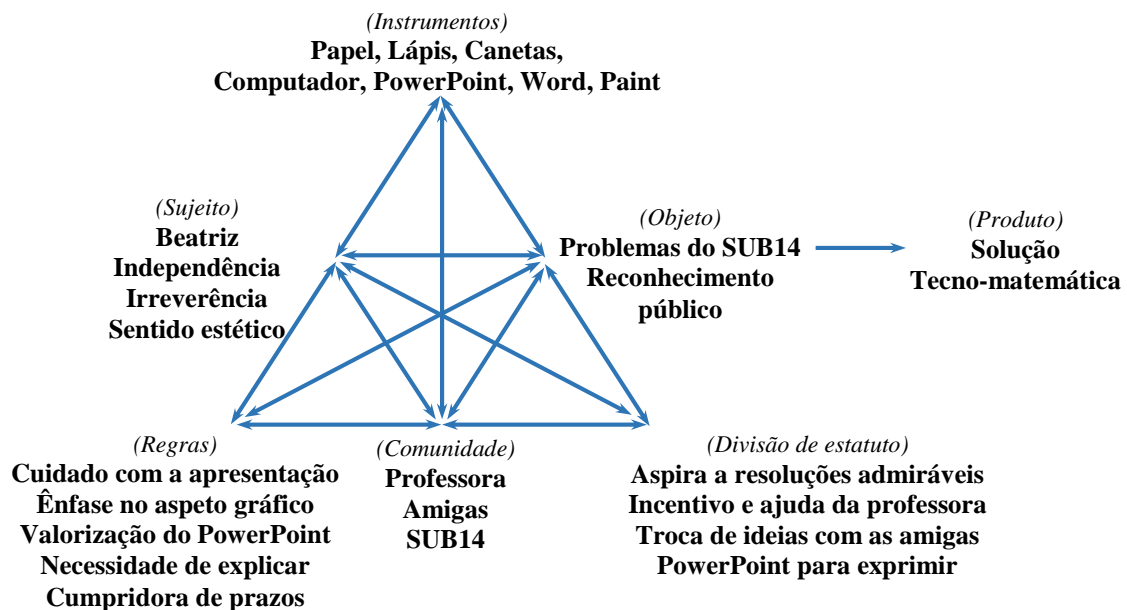 (Instrumentos)
Papel, Lápis, Canetas,
Computador, PowerPoint, Word, Paint
(Sujeito)
Beatriz
Independência
Irreverência
Sentido estético
(Objeto)
Problemas do SUB14
Reconhecimento
público
(Produto)
Solução
Tecno-matemática
(Regras)
Cuidado com a apresentação
Ênfase no aspeto gráfico
Valorização do PowerPoint
Necessidade de explicar
Cumpridora de prazos
(Comunidade)
Professora
Amigas
SUB14
(Divisão de estatuto)
Aspira a resoluções admiráveis
Incentivo e ajuda da professora
Troca de ideias com as amigas
PowerPoint para exprimir